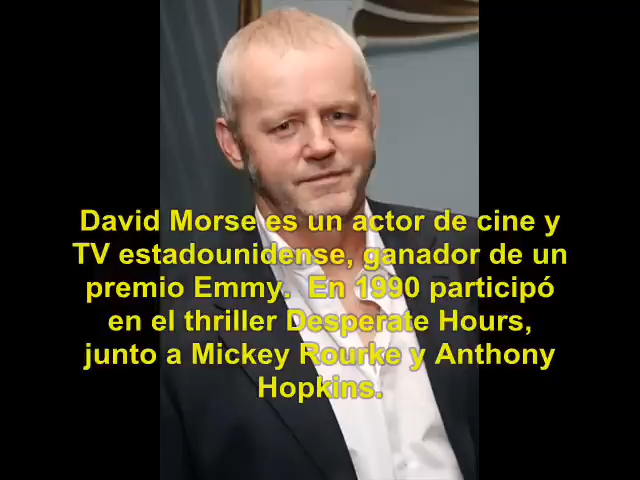 David Morse es un actor de cine y
TV estadounidense, ganador de un
premio Emmy.  En 1990 participó
en el thriller Desperate Hours,
junto a Mickey Rourke y Anthony
Hopkins.